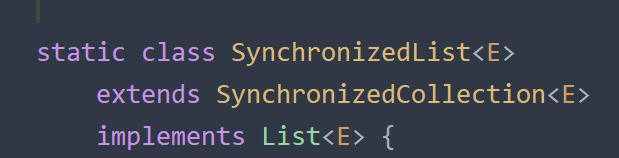 static class SynchronizedList<E>
extends SynchronizedCollection<E>
implements List<E> {